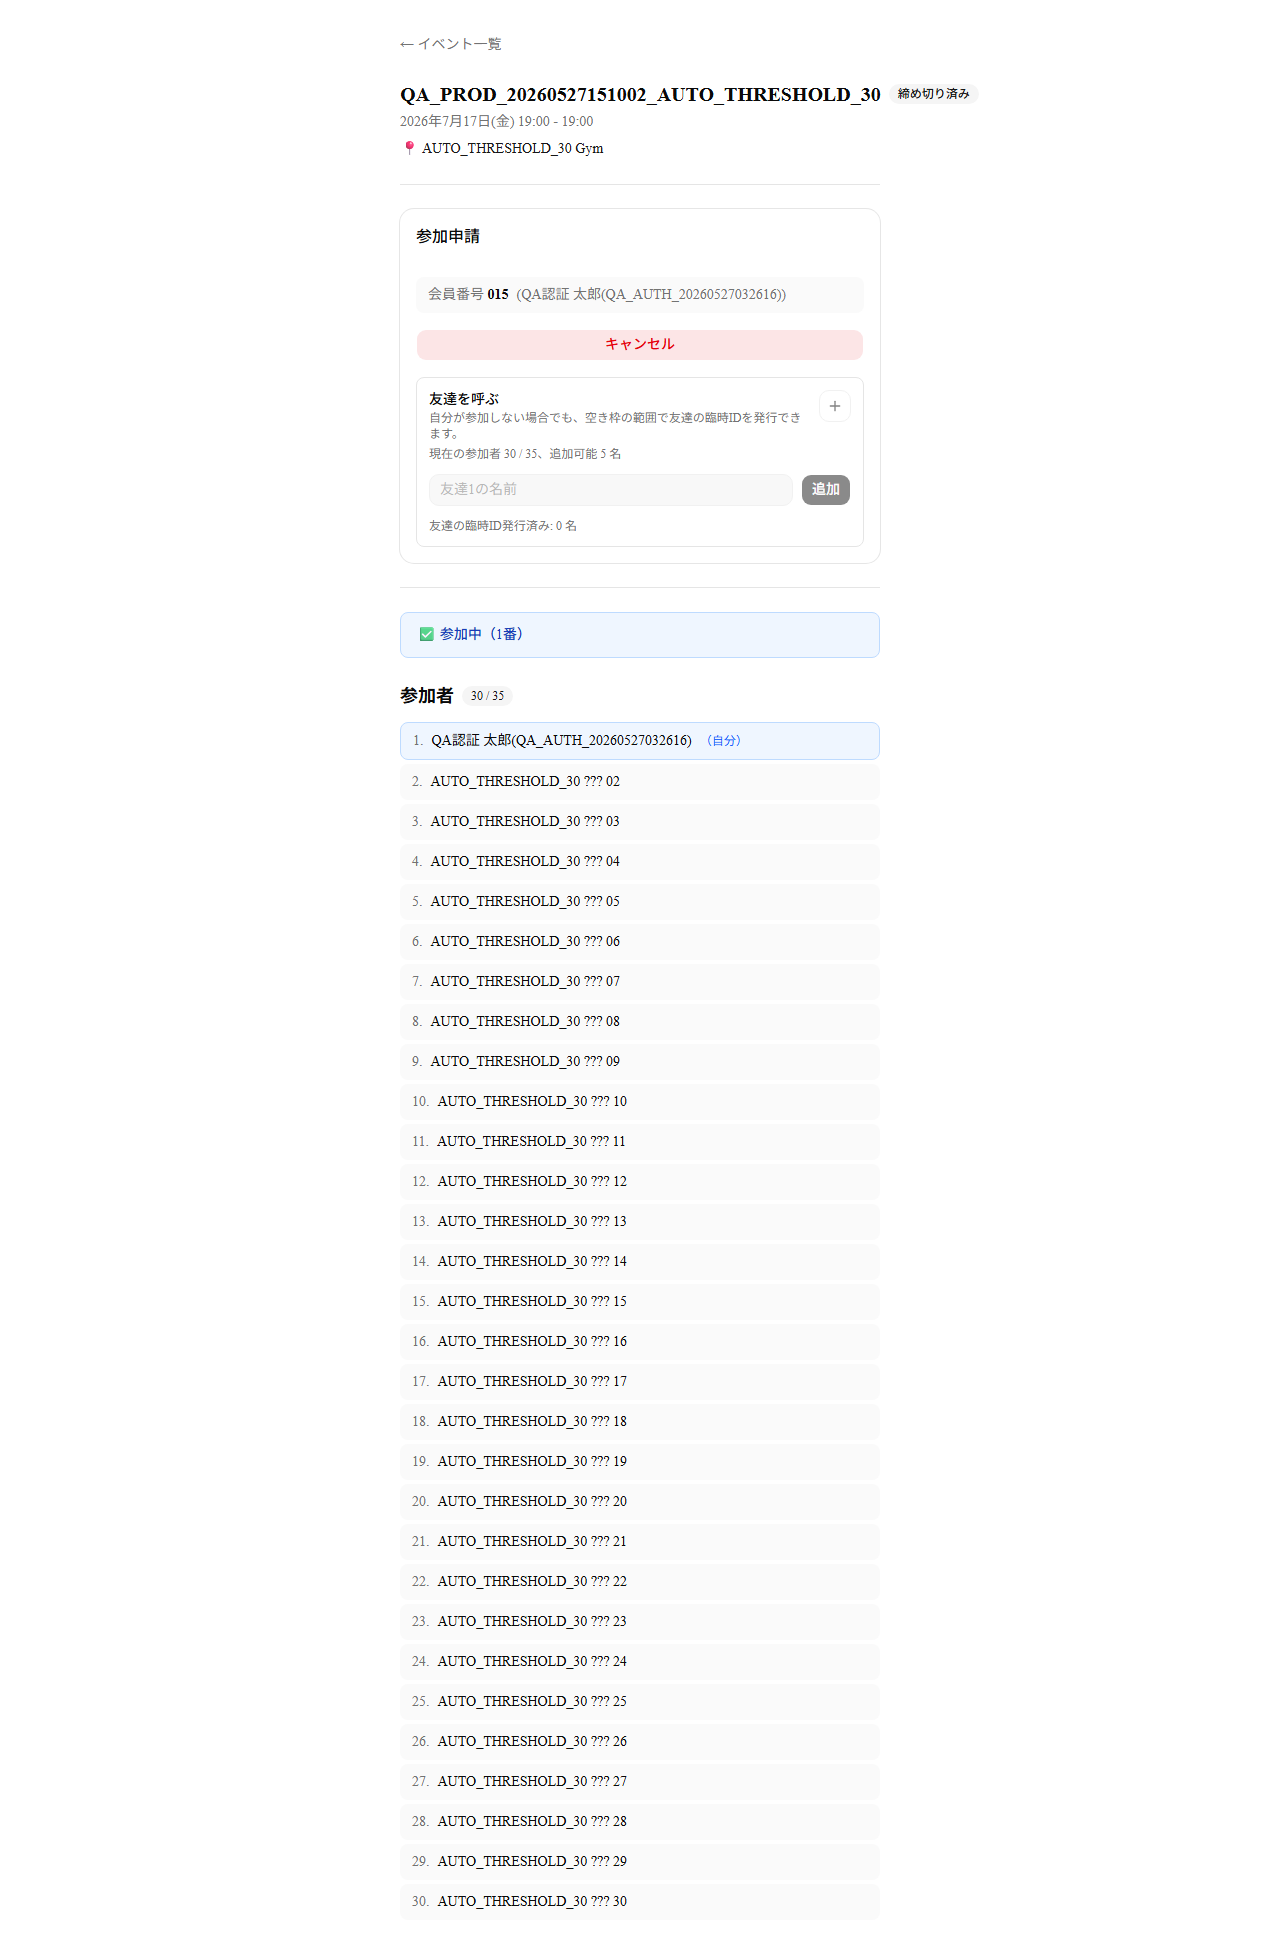 ← イベント一覧
QA_PROD_20260527151002_AUTO_THRESHOLD_30 締め切り済み
2026年7月17日(金) 19:00 - 19:00
📍 AUTO_THRESHOLD_30 Gym
参加申請
会員番号 015 (QA認証 太郎(QA_AUTH_20260527032616))
キャンセル
友達を呼ぶ
+
自分が参加しない場合でも、空き枠の範囲で友達の臨時IDを発行でき
ます。
現在の参加者 30 / 35、追加可能 5 名
友達1の名前 追加
友達の臨時ID発行済み: 0 名
✅ 参加中（1番）
参加者 30 / 35
1. QA認証 太郎(QA_AUTH_20260527032616) （自分）
2. AUTO_THRESHOLD_30 ??? 02
3. AUTO_THRESHOLD_30 ??? 03
4. AUTO_THRESHOLD_30 ??? 04
5. AUTO_THRESHOLD_30 ??? 05
6. AUTO_THRESHOLD_30 ??? 06
7. AUTO_THRESHOLD_30 ??? 07
8. AUTO_THRESHOLD_30 ??? 08
9. AUTO_THRESHOLD_30 ??? 09
10. AUTO_THRESHOLD_30 ??? 10
11. AUTO_THRESHOLD_30 ??? 11
12. AUTO_THRESHOLD_30 ??? 12
13. AUTO_THRESHOLD_30 ??? 13
14. AUTO_THRESHOLD_30 ??? 14
15. AUTO_THRESHOLD_30 ??? 15
16. AUTO_THRESHOLD_30 ??? 16
17. AUTO_THRESHOLD_30 ??? 17
18. AUTO_THRESHOLD_30 ??? 18
19. AUTO_THRESHOLD_30 ??? 19
20. AUTO_THRESHOLD_30 ??? 20
21. AUTO_THRESHOLD_30 ??? 21
22. AUTO_THRESHOLD_30 ??? 22
23. AUTO_THRESHOLD_30 ??? 23
24. AUTO_THRESHOLD_30 ??? 24
25. AUTO_THRESHOLD_30 ??? 25
26. AUTO_THRESHOLD_30 ??? 26
27. AUTO_THRESHOLD_30 ??? 27
28. AUTO_THRESHOLD_30 ??? 28
29. AUTO_THRESHOLD_30 ??? 29
30. AUTO_THRESHOLD_30 ??? 30